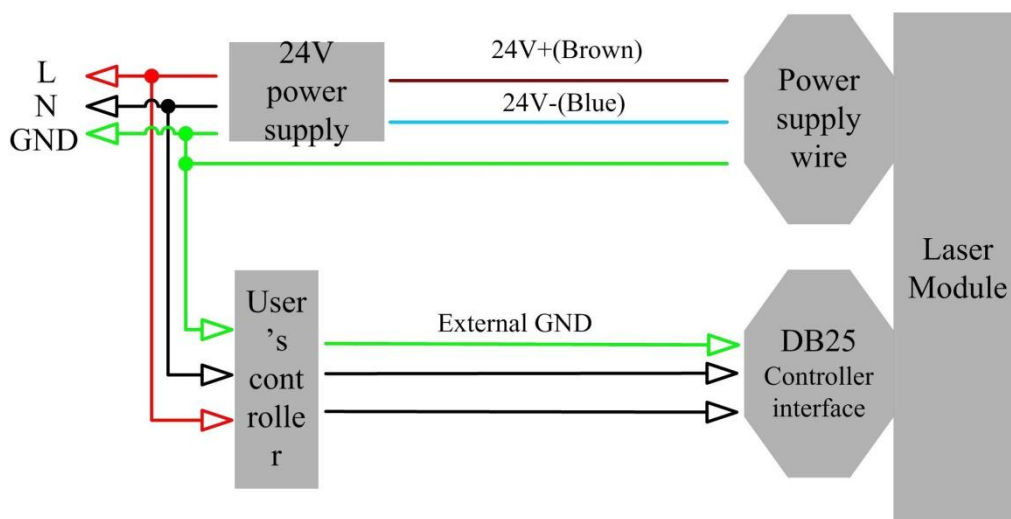 L
N
GND
24V
power
supply
24V+(Brown)
24V-(Blue)
Power
supply
wire
Laser
Module
User
’s
cont
rolle
r
External GND
DB25
Controller
interface